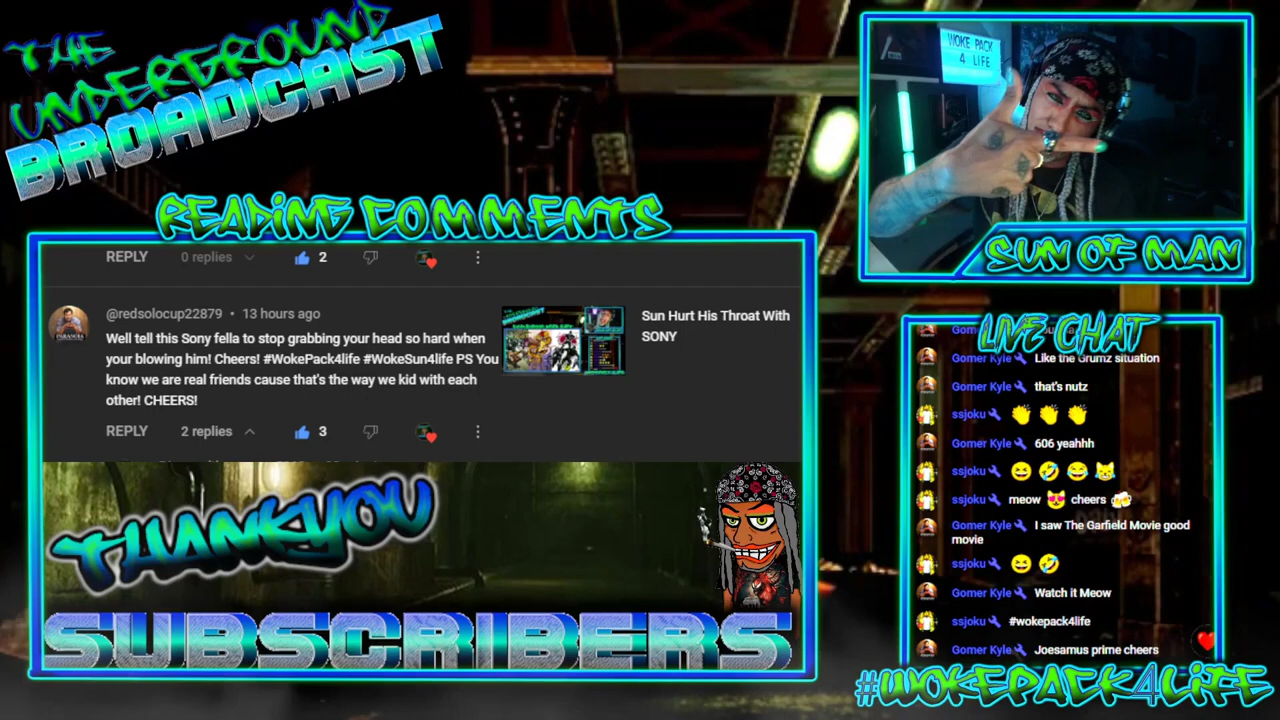 THE
UNDERGROUND
BROADCAST
READING COMMENTS
REPLY 0 replies 2
@redsolocup22879 • 13 hours ago
Well tell this Sony fella to stop grabbing your head so hard when
your blowing him! Cheers! #WokePack4life #WokeSun4life PS You
know we are real friends cause that's the way we kid with each
other! CHEERS!
REPLY 2 replies 3
Sun Hurt His Throat With
SONY
THANKYOU
SUBSCRIBERS
WOKE PACK
4 LIFE
SUN OF MAN
LIVE CHAT
Gomer Kyle Like the Grumz situation
Gomer Kyle that's nutz
ssjoku 👏 👏 👏
Gomer Kyle 606 yeahhh
ssjoku 😆 🤣 😂 😹
ssjoku meow 😻 cheers 🍻
Gomer Kyle I saw The Garfield Movie good
movie
ssjoku 😆 🤣
Gomer Kyle Watch it Meow
ssjoku #wokepack4life
Gomer Kyle Joesamus prime cheers
#WOKEPACK4LIFE